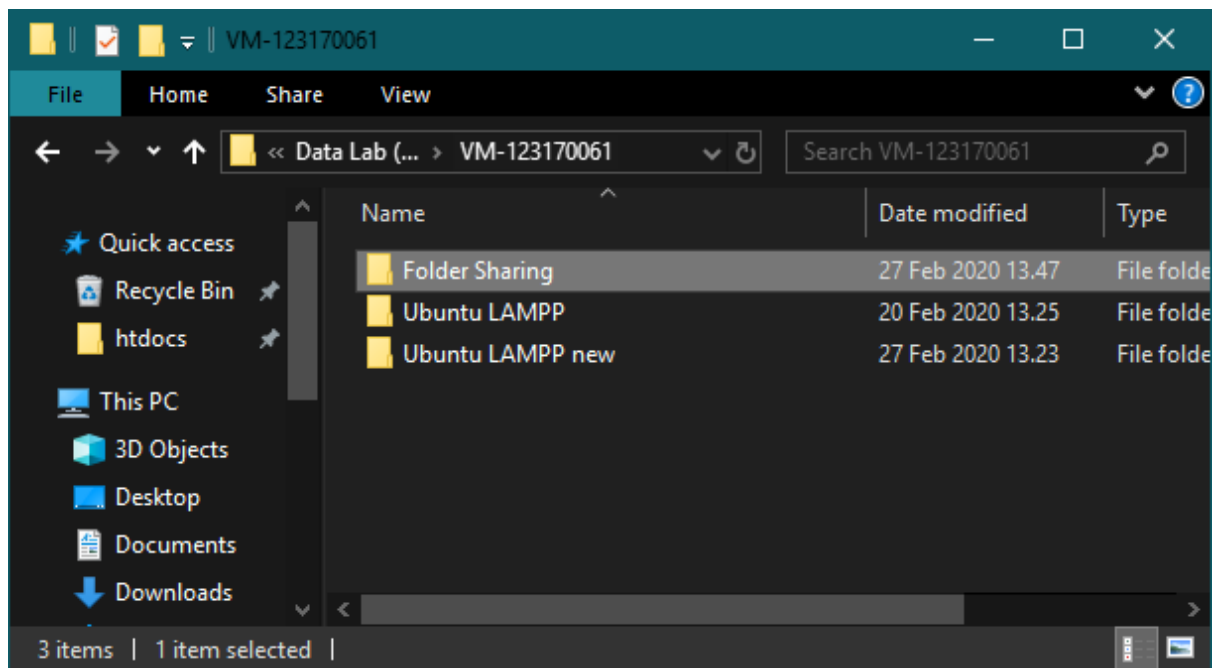 VM-123170061
File Home Share View
« Data Lab (... › VM-123170061 Search VM-123170061
Name Date modified Type
Quick access
Recycle Bin
htdocs
This PC
3D Objects
Desktop
Documents
Downloads
Folder Sharing 27 Feb 2020 13.47 File folde
Ubuntu LAMPP 20 Feb 2020 13.25 File folde
Ubuntu LAMPP new 27 Feb 2020 13.23 File folde
3 items | 1 item selected |